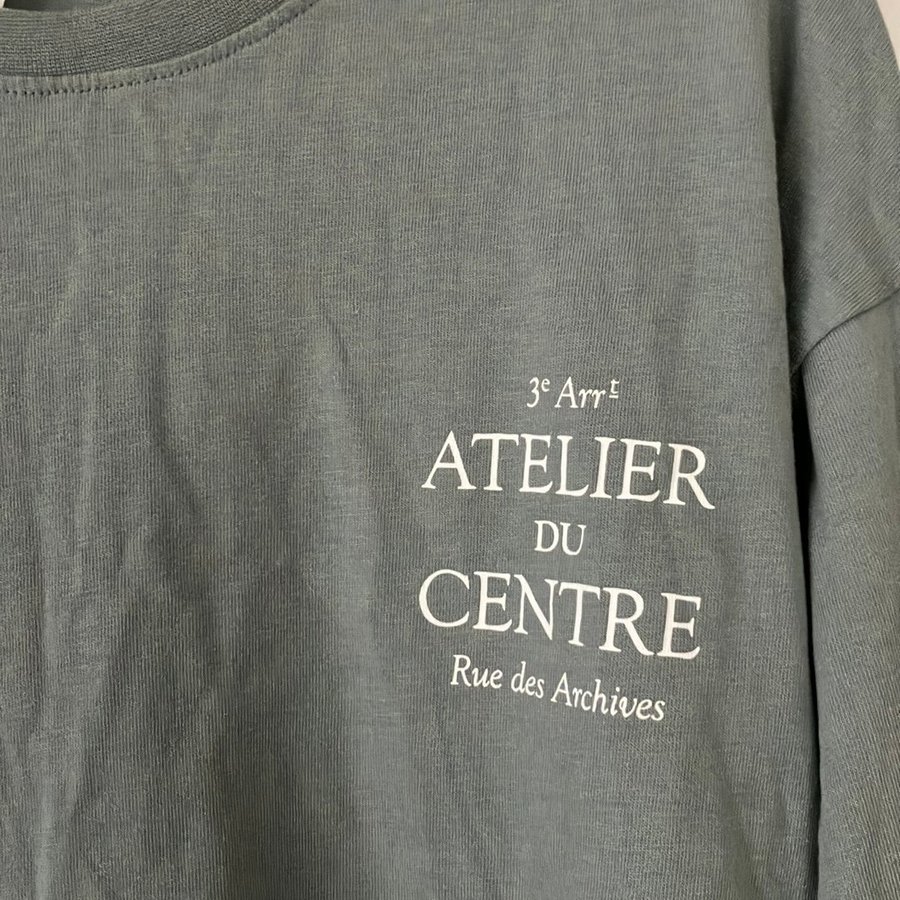 3ᵉ Arrᵗ
ATELIER
DU
CENTRE
Rue des Archives